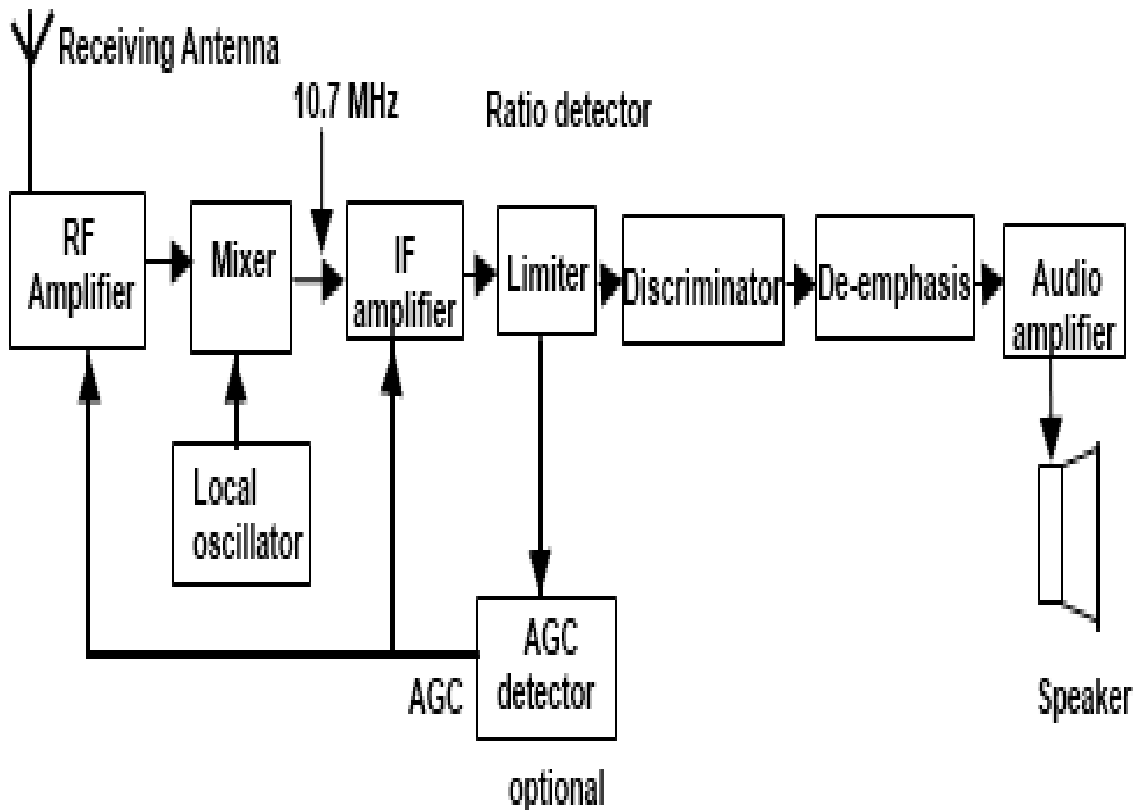 Receiving Antenna
10.7 MHz
Ratio detector
RF
Amplifier
Mixer
IF
amplifier
Limiter
Discriminator
De-emphasis
Audio
amplifier
Local
oscillator
AGC
AGC
detector
optional
Speaker